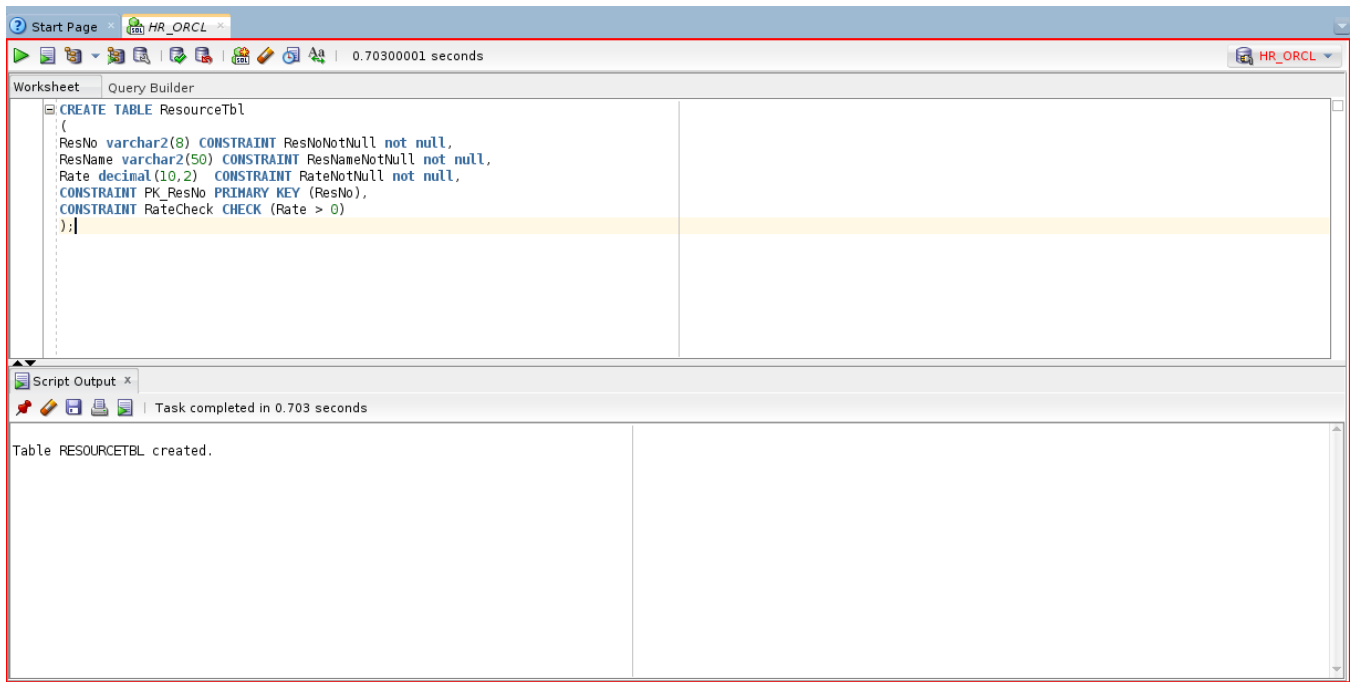 Start Page HR_ORCL
0.70300001 seconds HR_ORCL
Worksheet Query Builder
CREATE TABLE ResourceTbl
(
ResNo varchar2(8) CONSTRAINT ResNoNotNull not null,
ResName varchar2(50) CONSTRAINT ResNameNotNull not null,
Rate decimal(10,2)  CONSTRAINT RateNotNull not null,
CONSTRAINT PK_ResNo PRIMARY KEY (ResNo),
CONSTRAINT RateCheck CHECK (Rate > 0)
);
Script Output x
Task completed in 0.703 seconds
Table RESOURCETBL created.